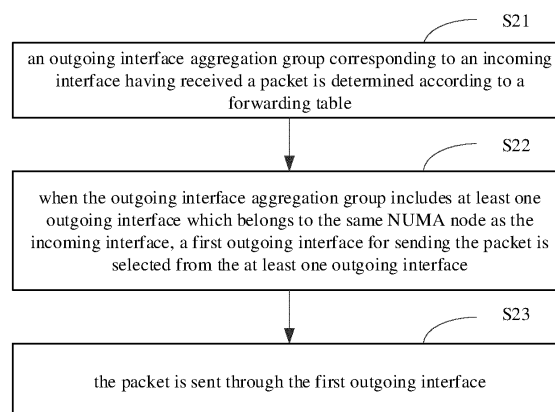 S21
an outgoing interface aggregation group corresponding to an incoming
interface having received a packet is determined according to a
forwarding table
S22
when the outgoing interface aggregation group includes at least one
outgoing interface which belongs to the same NUMA node as the
incoming interface, a first outgoing interface for sending the packet is
selected from the at least one outgoing interface
S23
the packet is sent through the first outgoing interface